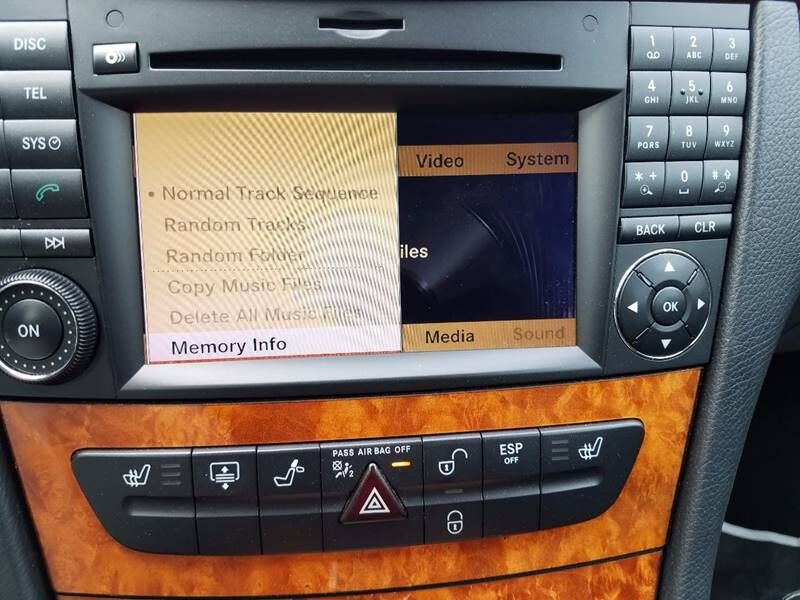 DISC
TEL
SYS
ON
Normal Track Sequence
Random Tracks
Random Folder
Copy Music Files
Delete All Music Files
Memory Info
Video System
iles
Media Sound
1 2 ABC 3 DEF
4 GHI 5 JKL 6 MNO
7 PQRS 8 TUV 9 WXYZ
* + 0 # ⇧
BACK CLR
OK
PASS AIR BAG OFF
2
ESP
OFF